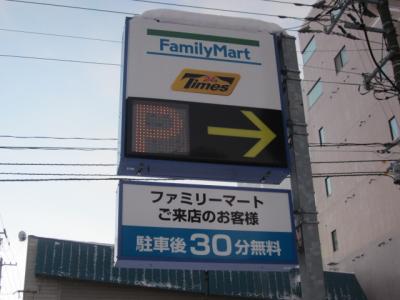 FamilyMart
24h
Times
P
ファミリーマート
ご来店のお客様
駐車後30分無料